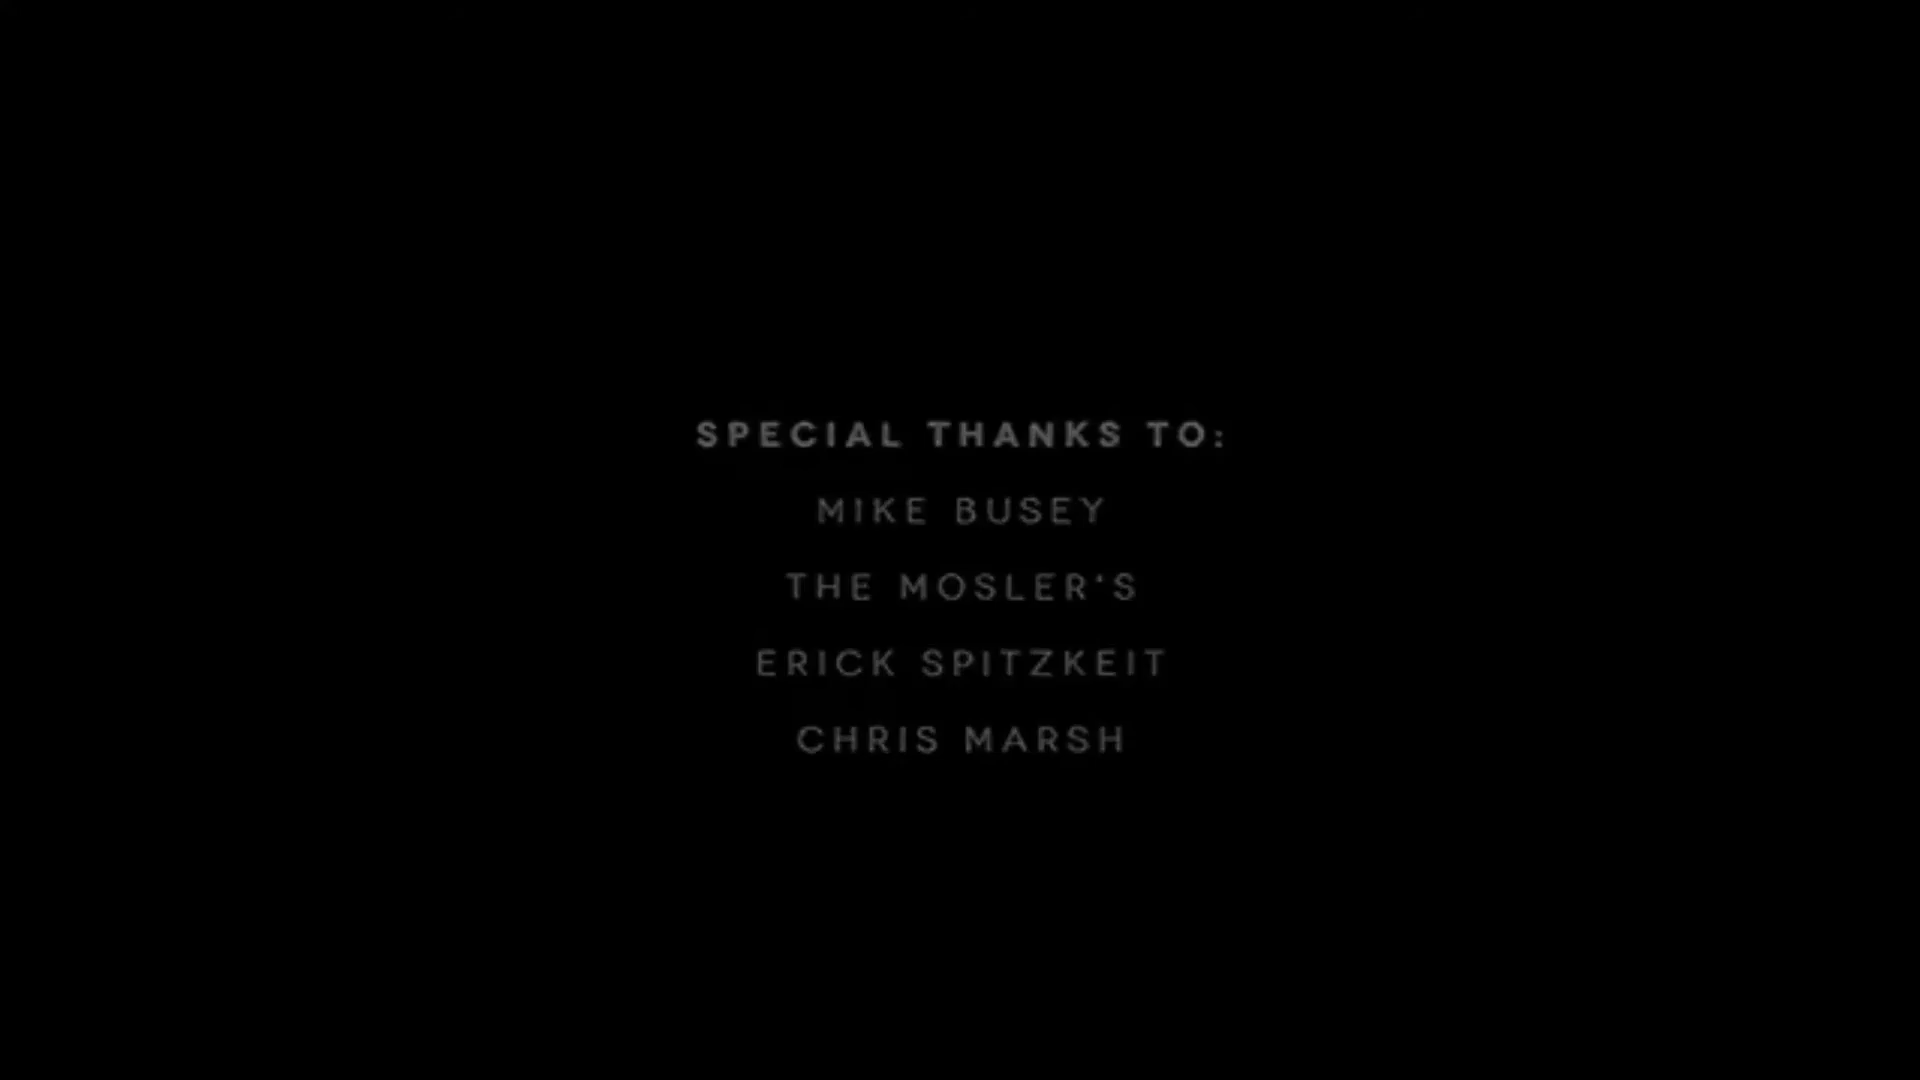 SPECIAL THANKS TO:
MIKE BUSEY
THE MOSLER'S
ERICK SPITZKEIT
CHRIS MARSH